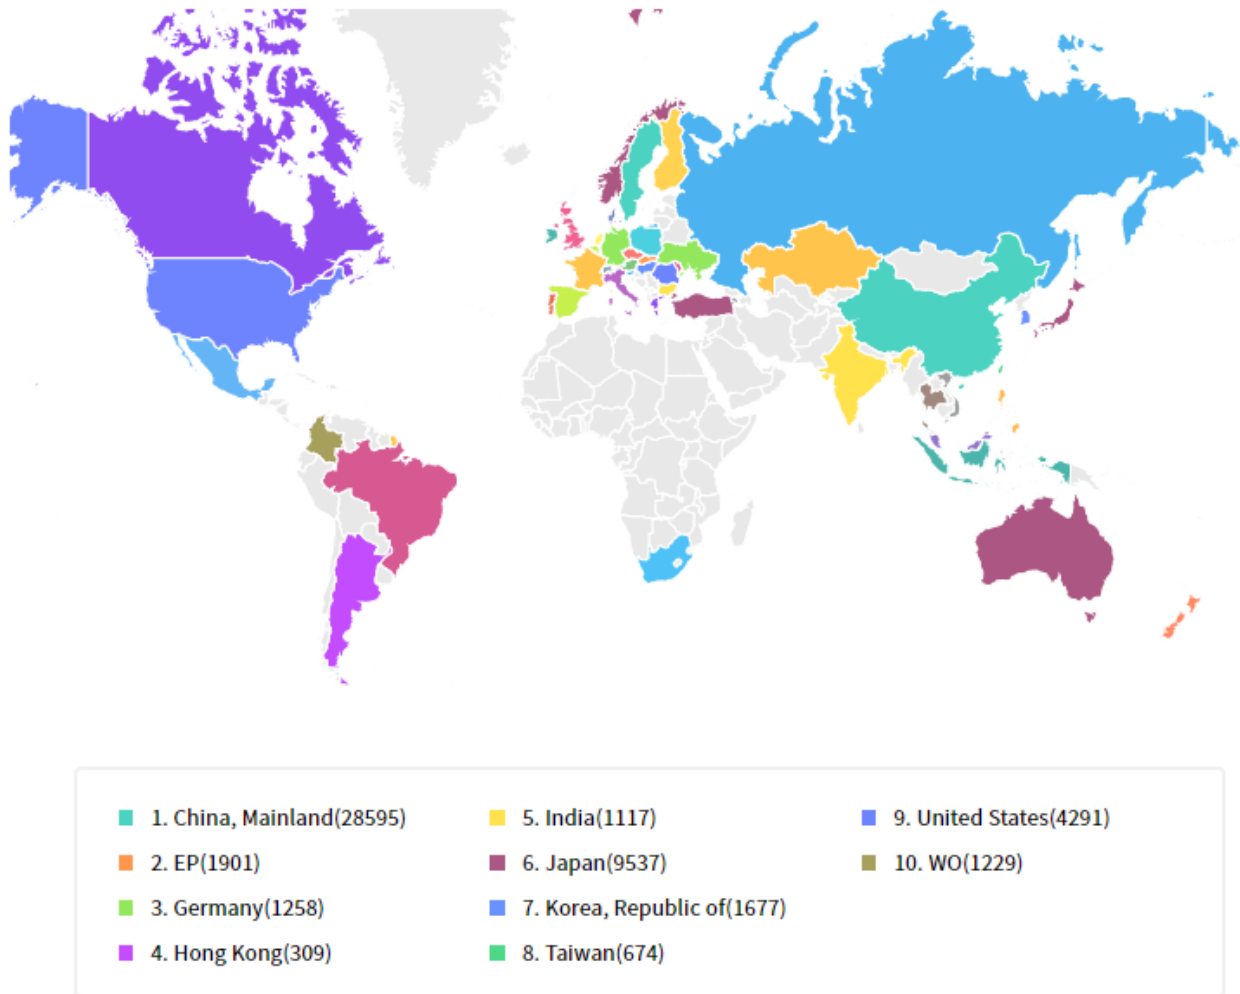 1. China, Mainland(28595)
2. EP(1901)
3. Germany(1258)
4. Hong Kong(309)
5. India(1117)
6. Japan(9537)
7. Korea, Republic of(1677)
8. Taiwan(674)
9. United States(4291)
10. WO(1229)